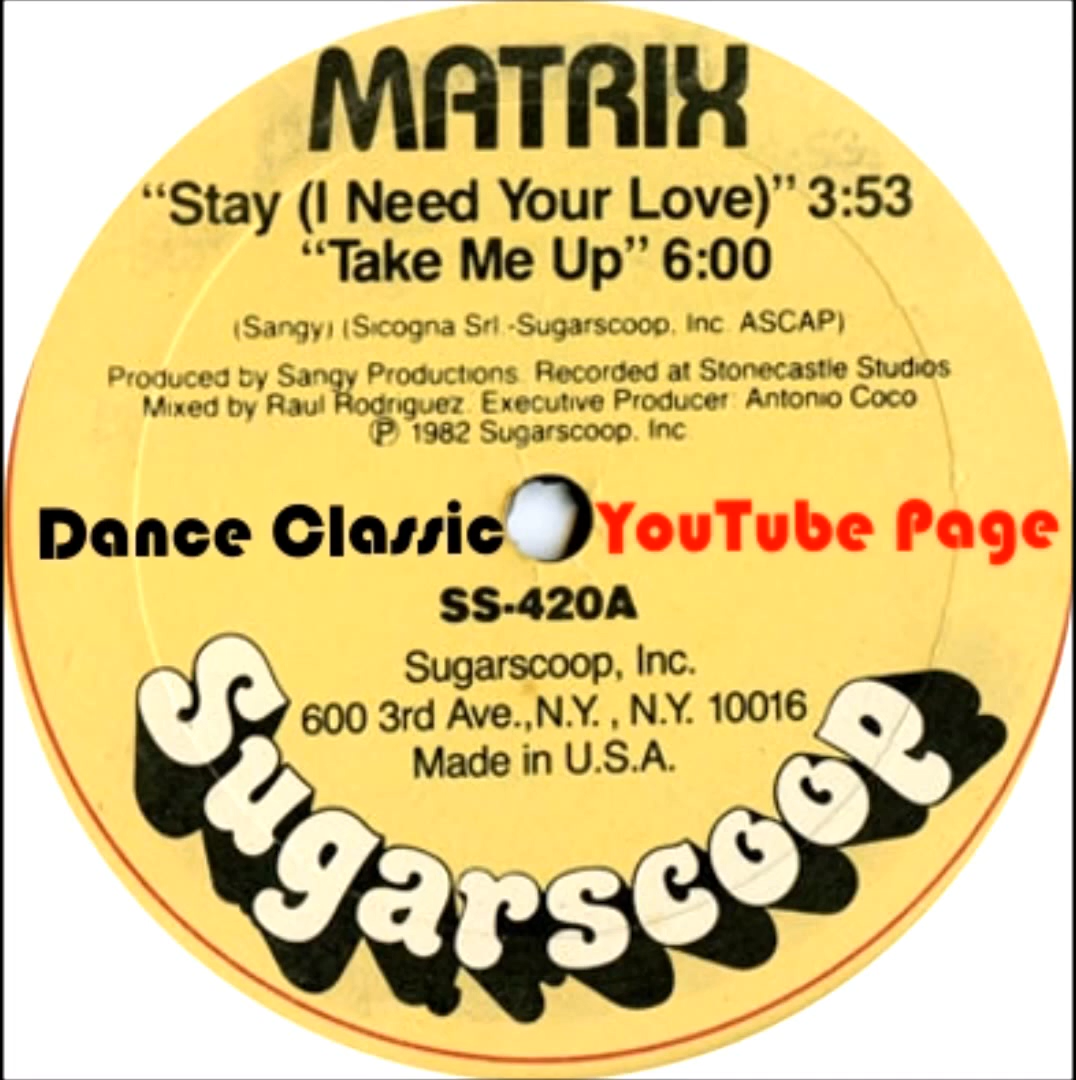 MATRIX
“Stay (I Need Your Love)” 3:53
“Take Me Up” 6:00
(Sangy) (Sicogna Srl.-Sugarscoop, Inc. ASCAP)
Produced by Sangy Productions. Recorded at Stonecastle Studios
Mixed by Raul Rodriguez. Executive Producer: Antonio Coco
℗ 1982 Sugarscoop, Inc.
Dance Classic YouTube Page
SS-420A
Sugarscoop, Inc.
600 3rd Ave.,N.Y. , N.Y. 10016
Made in U.S.A.
Sugarscoop